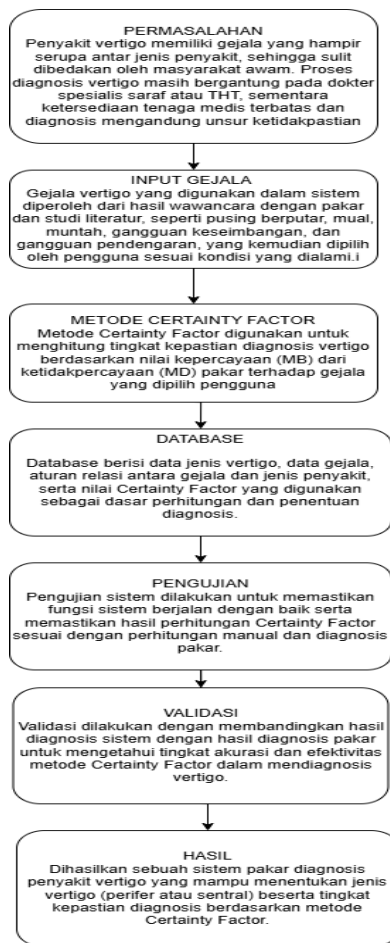 PERMASALAHAN
Penyakit vertigo memiliki gejala yang hampir
serupa antar jenis penyakit, sehingga sulit
dibedakan oleh masyarakat awam. Proses
diagnosis vertigo masih bergantung pada dokter
spesialis saraf atau THT, sementara
ketersediaan tenaga medis terbatas dan
diagnosis mengandung unsur ketidakpastian
INPUT GEJALA
Gejala vertigo yang digunakan dalam sistem
diperoleh dari hasil wawancara dengan pakar
dan studi literatur, seperti pusing berputar, mual,
muntah, gangguan keseimbangan, dan
gangguan pendengaran, yang kemudian dipilih
oleh pengguna sesuai kondisi yang dialami.i
METODE CERTAINTY FACTOR
Metode Certainty Factor digunakan untuk
menghitung tingkat kepastian diagnosis vertigo
berdasarkan nilai kepercayaan (MB) dari
ketidakpercayaan (MD) pakar terhadap gejala
yang dipilih pengguna
DATABASE
Database berisi data jenis vertigo, data gejala,
aturan relasi antara gejala dan jenis penyakit,
serta nilai Certainty Factor yang digunakan
sebagai dasar perhitungan dan penentuan
diagnosis.
PENGUJIAN
Pengujian sistem dilakukan untuk memastikan
fungsi sistem berjalan dengan baik serta
memastikan hasil perhitungan Certainty Factor
sesuai dengan perhitungan manual dan diagnosis
pakar.
VALIDASI
Validasi dilakukan dengan membandingkan hasil
diagnosis sistem dengan hasil diagnosis pakar
untuk mengetahui tingkat akurasi dan efektivitas
metode Certainty Factor dalam mendiagnosis
vertigo.
HASIL
Dihasilkan sebuah sistem pakar diagnosis
penyakit vertigo yang mampu menentukan jenis
vertigo (perifer atau sentral) beserta tingkat
kepastian diagnosis berdasarkan metode
Certainty Factor.